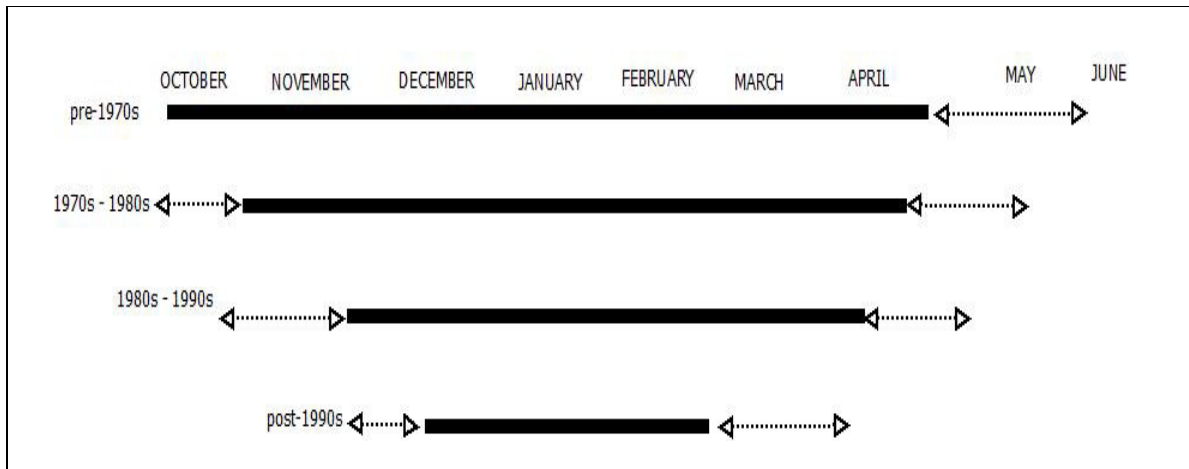 OCTOBER NOVEMBER DECEMBER JANUARY FEBRUARY MARCH APRIL MAY JUNE
pre-1970s
1970s - 1980s
1980s - 1990s
post-1990s